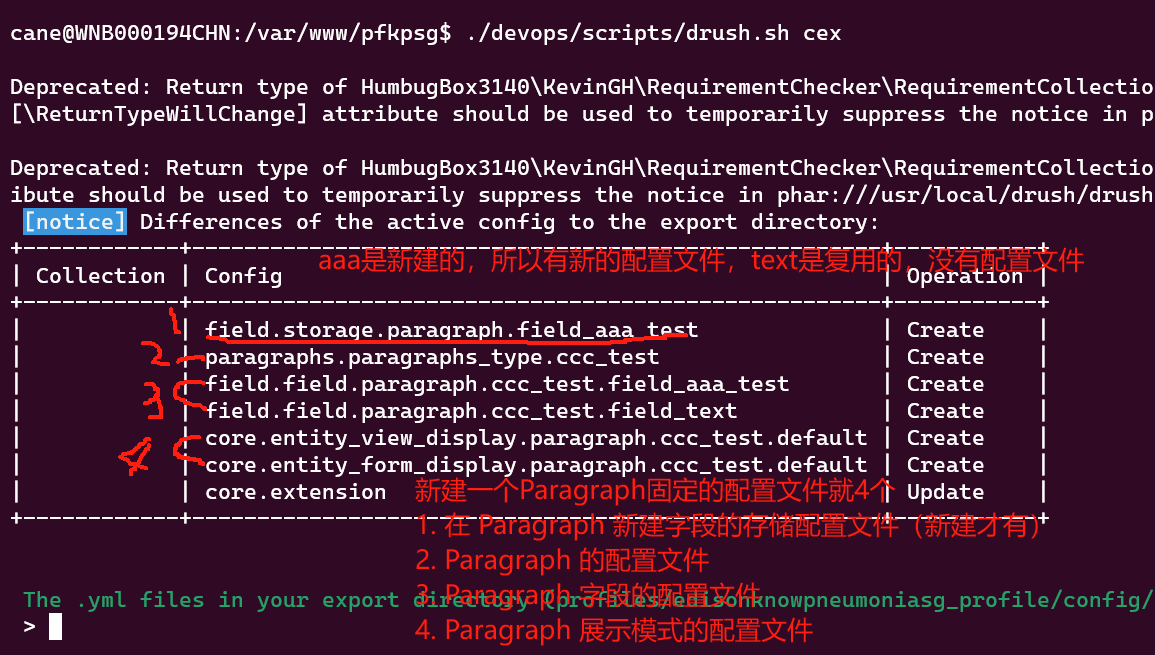 cane@WNB000194CHN:/var/www/pfkpsg$ ./devops/scripts/drush.sh cex
Deprecated: Return type of HumbugBox3140\KevinGH\RequirementChecker\RequirementCollectio
[\ReturnTypeWillChange] attribute should be used to temporarily suppress the notice in p
Deprecated: Return type of HumbugBox3140\KevinGH\RequirementChecker\RequirementCollectio
ibute should be used to temporarily suppress the notice in phar:///usr/local/drush/drush
[notice] Differences of the active config to the export directory:
aaa是新建的，所以有新的配置文件，text是复用的，没有配置文件
| Collection | Config | Operation |
1 | field.storage.paragraph.field_aaa_test | Create |
2 | paragraphs.paragraphs_type.ccc_test | Create |
3 | field.field.paragraph.ccc_test.field_aaa_test | Create |
| field.field.paragraph.ccc_test.field_text | Create |
4 | core.entity_view_display.paragraph.ccc_test.default | Create |
| core.entity_form_display.paragraph.ccc_test.default | Create |
| core.extension | Update |
新建一个Paragraph固定的配置文件就4个
1. 在 Paragraph 新建字段的存储配置文件（新建才有）
2. Paragraph 的配置文件
3. Paragraph 字段的配置文件
The .yml files in your export directory (profiles/edisonknowpneumoniasg_profile/config/
4. Paragraph 展示模式的配置文件
>